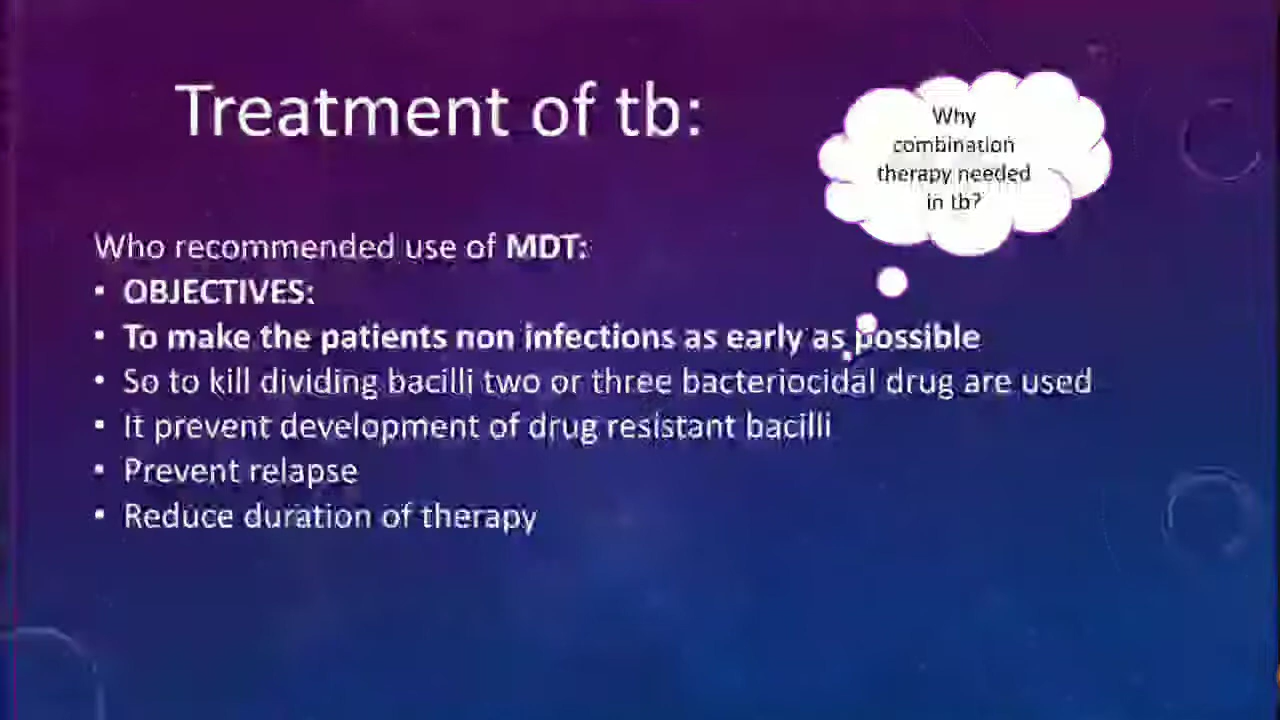 Treatment of tb:
Why
combination
therapy needed
in tb?
Who recommended use of MDT:
• OBJECTIVES:
• To make the patients non infections as early as possible
• So to kill dividing bacilli two or three bacteriocidal drug are used
• It prevent development of drug resistant bacilli
• Prevent relapse
• Reduce duration of therapy